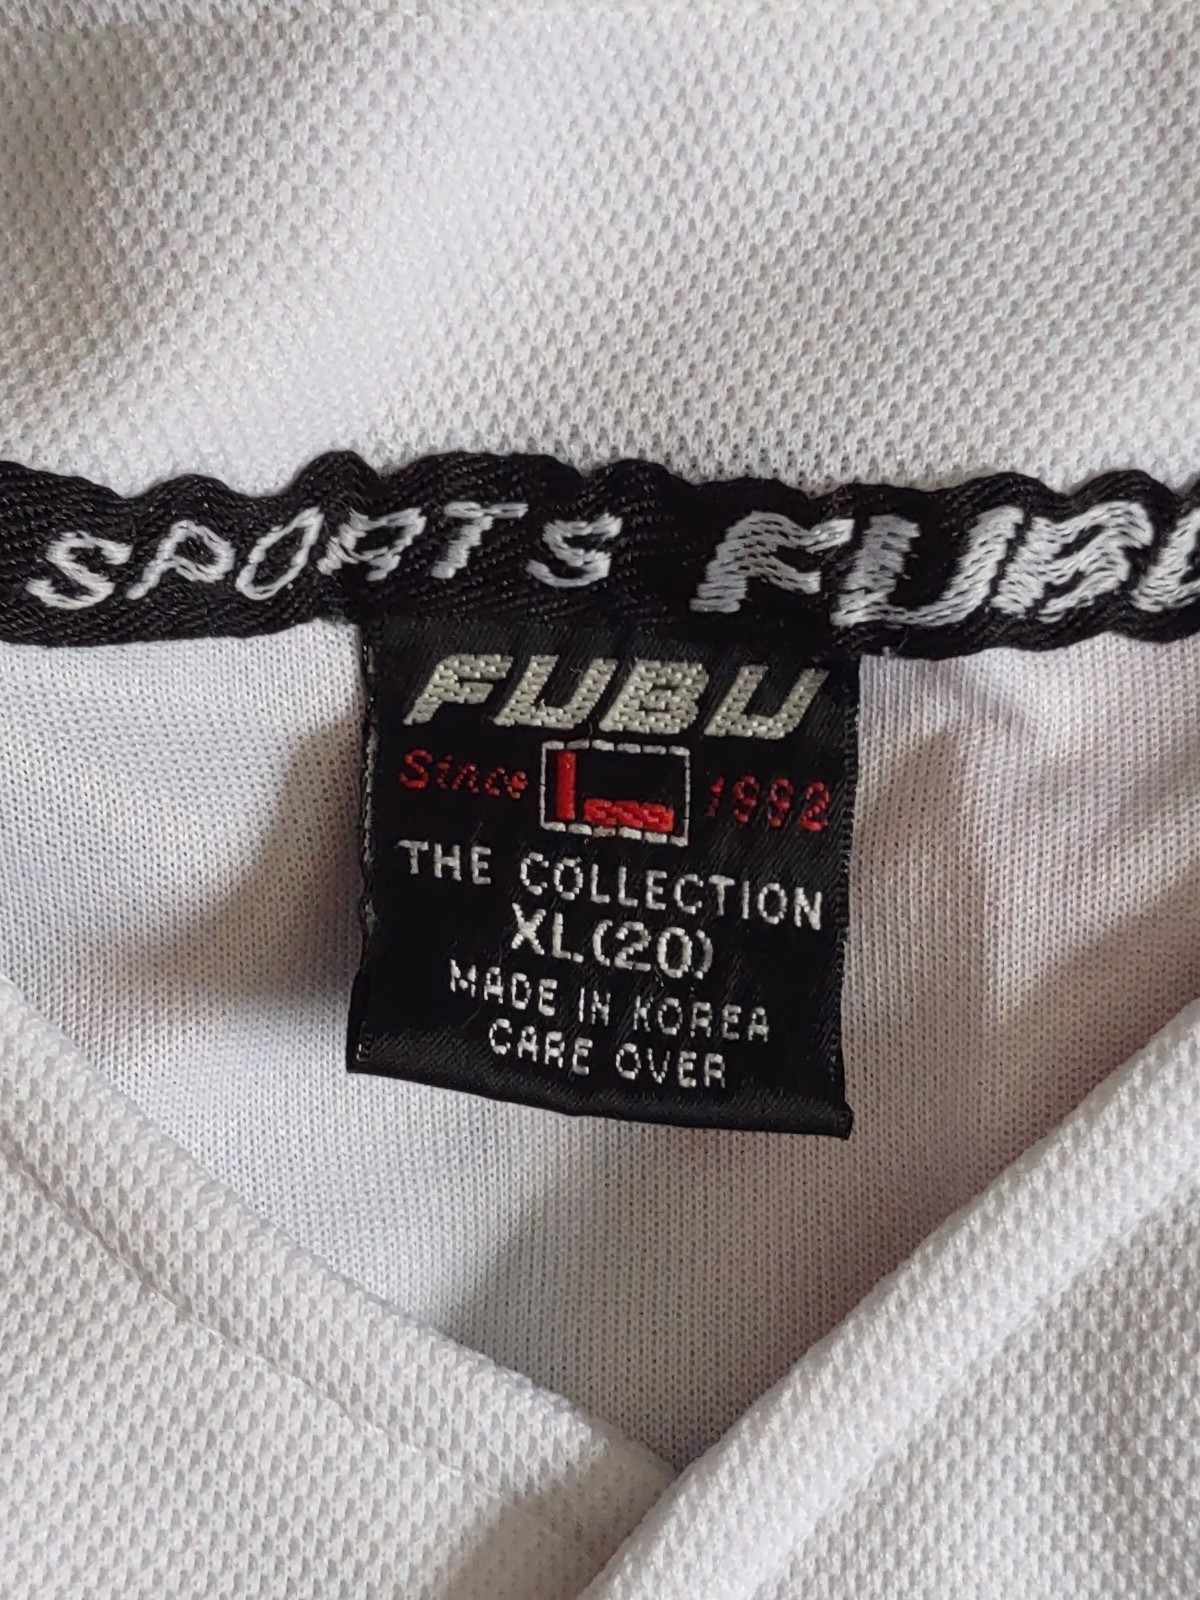 SPORTS FUBU
FUBU
Since 1992
THE COLLECTION
XL(20)
MADE IN KOREA
CARE OVER